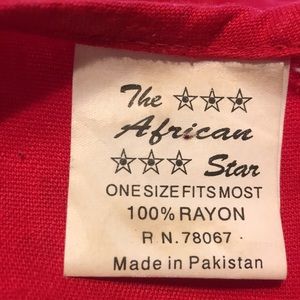 The ☆☆☆
African
☆☆☆ Star
ONE SIZE FITS MOST
100% RAYON
R N. 78067
Made in Pakistan